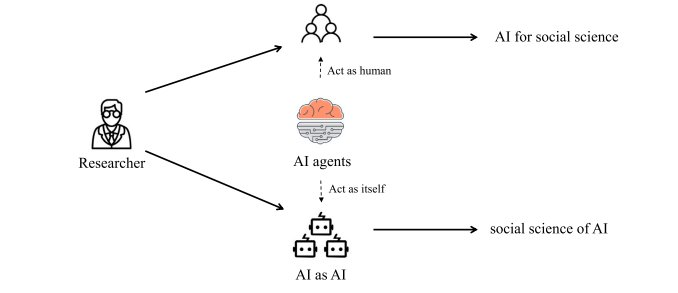 AI for social science
Act as human
Researcher
AI agents
Act as itself
social science of AI
AI as AI